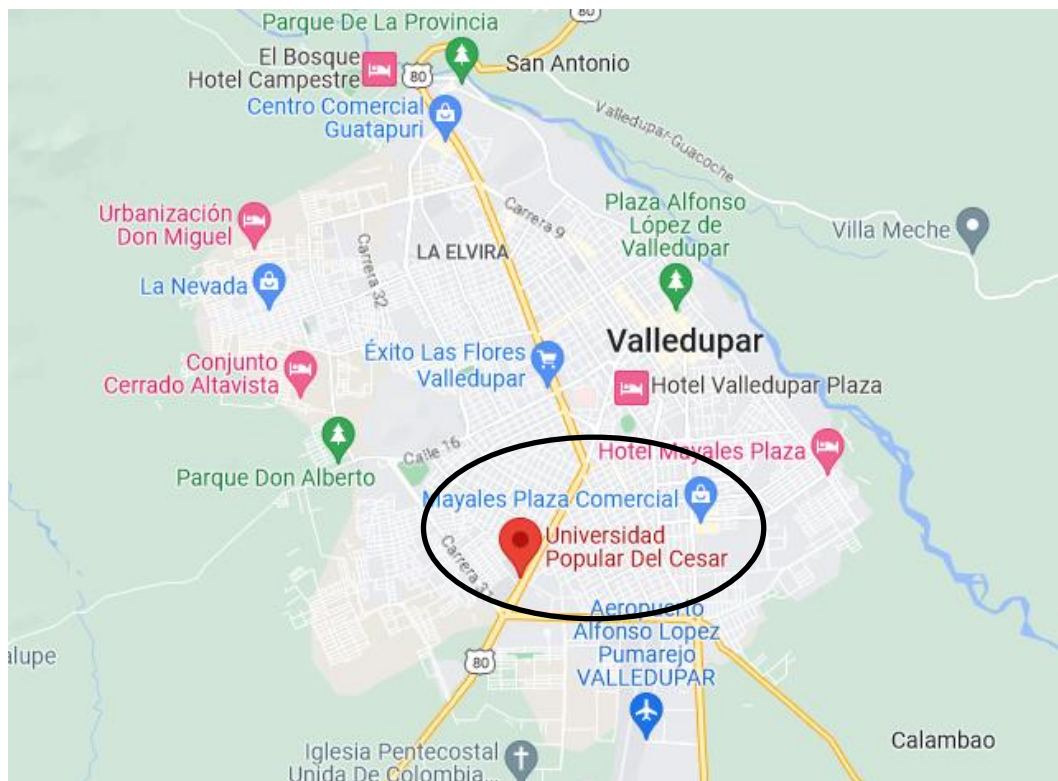 Parque De La Provincia
80
El Bosque
Hotel Campestre
80
San Antonio
Centro Comercial
Guatapuri
Valledupar-Guacoche
Urbanización
Don Miguel
Carrera 9
Plaza Alfonso
López de
Valledupar
Villa Meche
LA ELVIRA
Carrera 32
La Nevada
Valledupar
Éxito Las Flores
Valledupar
Conjunto
Cerrado Altavista
Hotel Valledupar Plaza
Calle 16
Hotel Mayales Plaza
Parque Don Alberto
Mayales Plaza Comercial
Universidad
Popular Del Cesar
Carrera 31
Aeropuerto
Alfonso Lopez
Pumarejo
VALLEDUPAR
alupe
80
Calambao
Iglesia Pentecostal
Unida De Colombia...